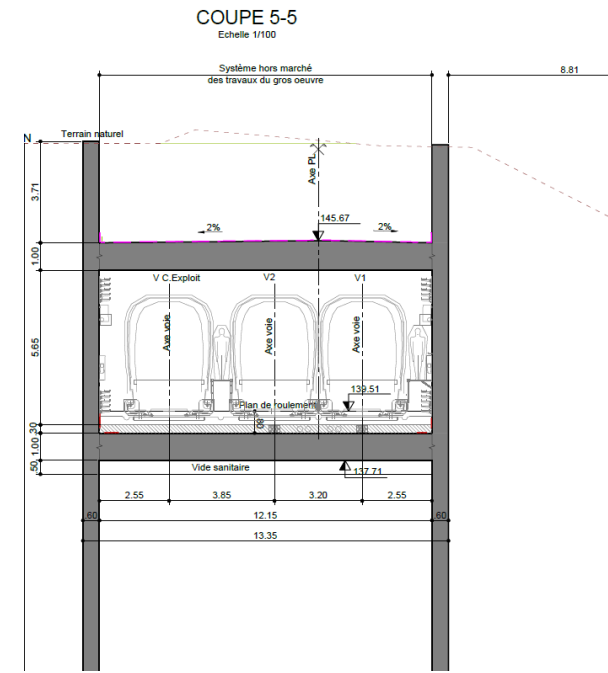 COUPE 5-5
Echelle 1/100
Système hors marché
des travaux du gros oeuvre
8.81
N
Terrain naturel
Axe PL
3.71
145.67
2%
2%
1.00
V C.Exploit
V2
V1
Axe voie
Axe voie
Axe voie
5.65
139.51
Plan de roulement
80
.30
1.00
.50
Vide sanitaire
137.71
2.55
3.85
3.20
2.55
.60
12.15
.60
13.35